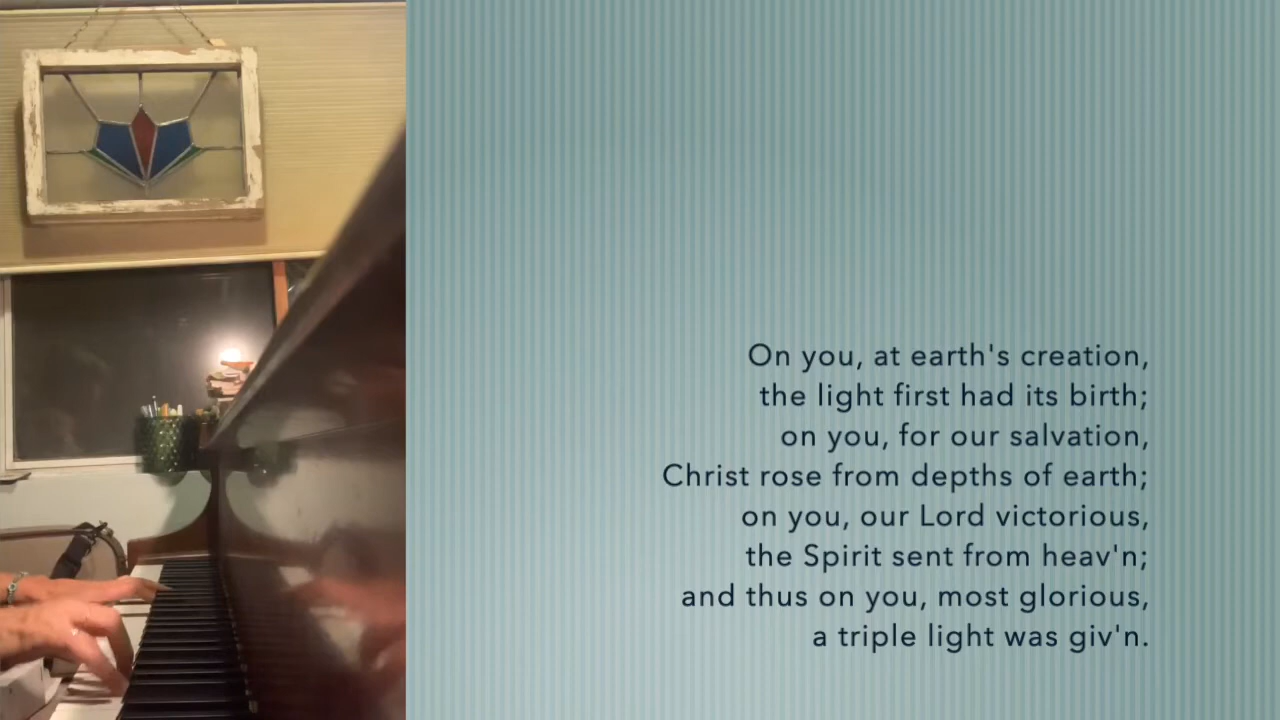 On you, at earth's creation,
the light first had its birth;
on you, for our salvation,
Christ rose from depths of earth;
on you, our Lord victorious,
the Spirit sent from heav'n;
and thus on you, most glorious,
a triple light was giv'n.